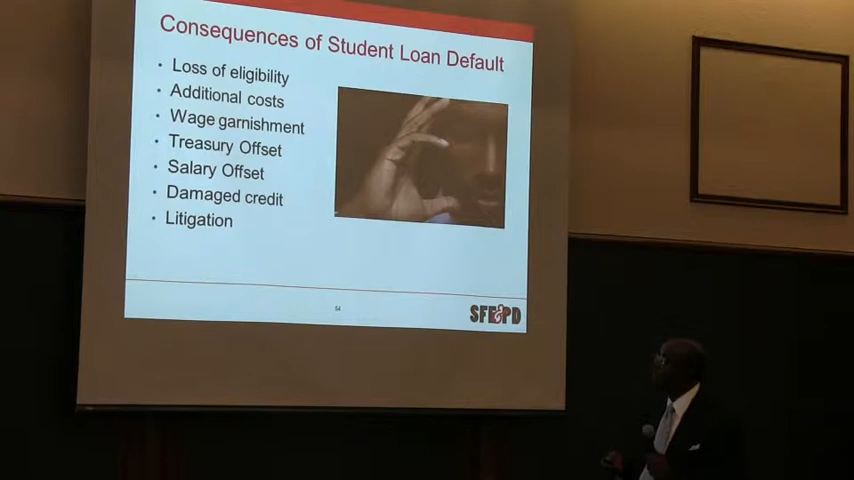 Consequences of Student Loan Default
• Loss of eligibility
• Additional costs
• Wage garnishment
• Treasury Offset
• Salary Offset
• Damaged credit
• Litigation
54
SFE&PD